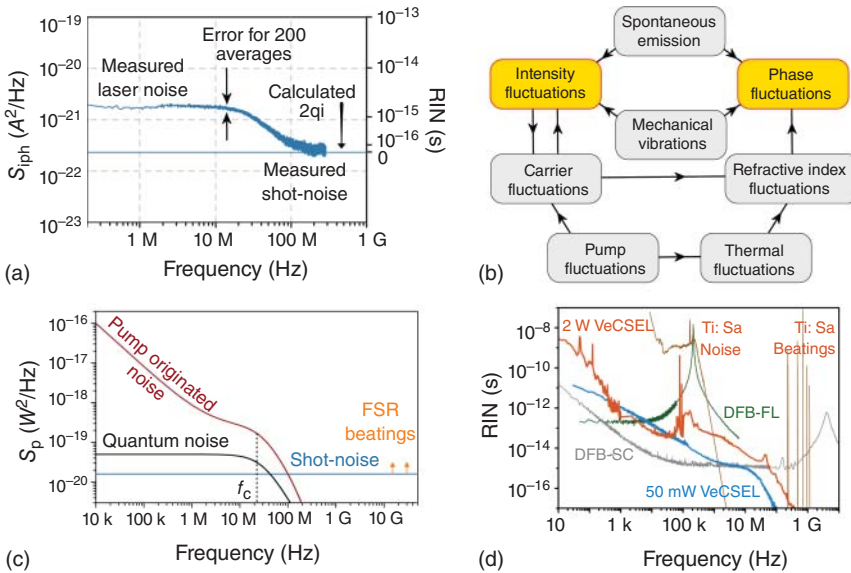 10⁻¹⁹
10⁻²⁰
10⁻²¹
10⁻²²
10⁻²³
S_iph (A²/Hz)
Measured
laser noise
Error for 200
averages
Calculated
2qi
Measured
shot-noise
10⁻¹³
10⁻¹⁴
10⁻¹⁵
10⁻¹⁶
0
RIN (s)
1 M 10 M 100 M 1 G
Frequency (Hz)
(a)
Spontaneous
emission
Intensity
fluctuations
Phase
fluctuations
Mechanical
vibrations
Carrier
fluctuations
Refractive index
fluctuations
Pump
fluctuations
Thermal
fluctuations
(b)
10⁻¹⁶
10⁻¹⁷
10⁻¹⁸
10⁻¹⁹
10⁻²⁰
S_p (W²/Hz)
Pump originated
noise
Quantum noise
FSR
beatings
Shot-noise
f_c
10 k 100 k 1 M 10 M 100 M 1 G 10 G
Frequency (Hz)
(c)
10⁻⁸
10⁻¹⁰
10⁻¹²
10⁻¹⁴
10⁻¹⁶
RIN (s)
2 W VeCSEL
Ti: Sa
Noise
Ti: Sa
Beatings
DFB-FL
DFB-SC
50 mW VeCSEL
10 1 k 100 k 10 M 1 G
Frequency (Hz)
(d)